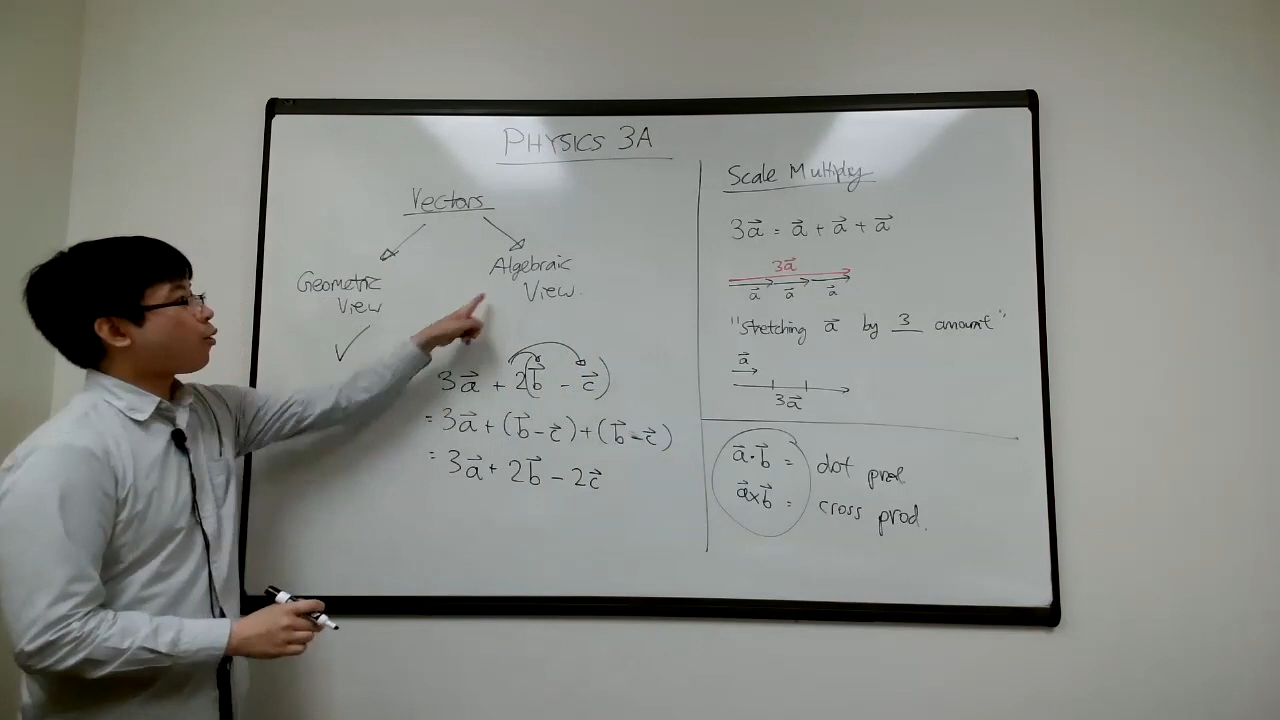 PHYSICS 3A
Vectors
Geometric
View
Algebraic
View.
3a⃗ + 2(b⃗ - c⃗)
= 3a⃗ + (b⃗ - c⃗) + (b⃗ - c⃗)
= 3a⃗ + 2b⃗ - 2c⃗
Scale Multiply
3a⃗ = a⃗ + a⃗ + a⃗
3a⃗
a⃗ a⃗ a⃗
"stretching a⃗ by 3 amount"
a⃗
3a⃗
a⃗·b⃗ = dot prod
a⃗×b⃗ = cross prod.